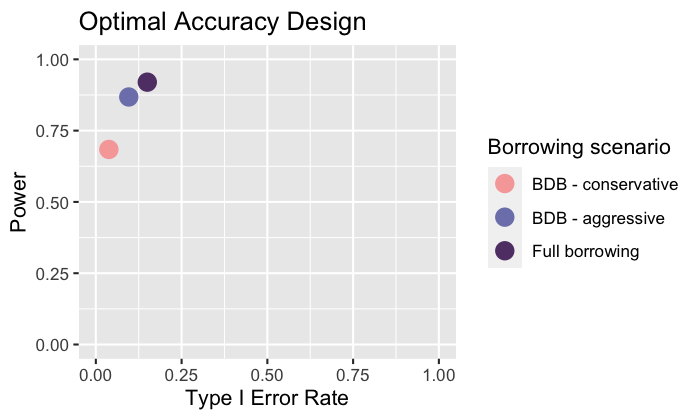 Optimal Accuracy Design
1.00
0.75
0.50
0.25
0.00
Power
0.00 0.25 0.50 0.75 1.00
Type I Error Rate
Borrowing scenario
BDB - conservative
BDB - aggressive
Full borrowing